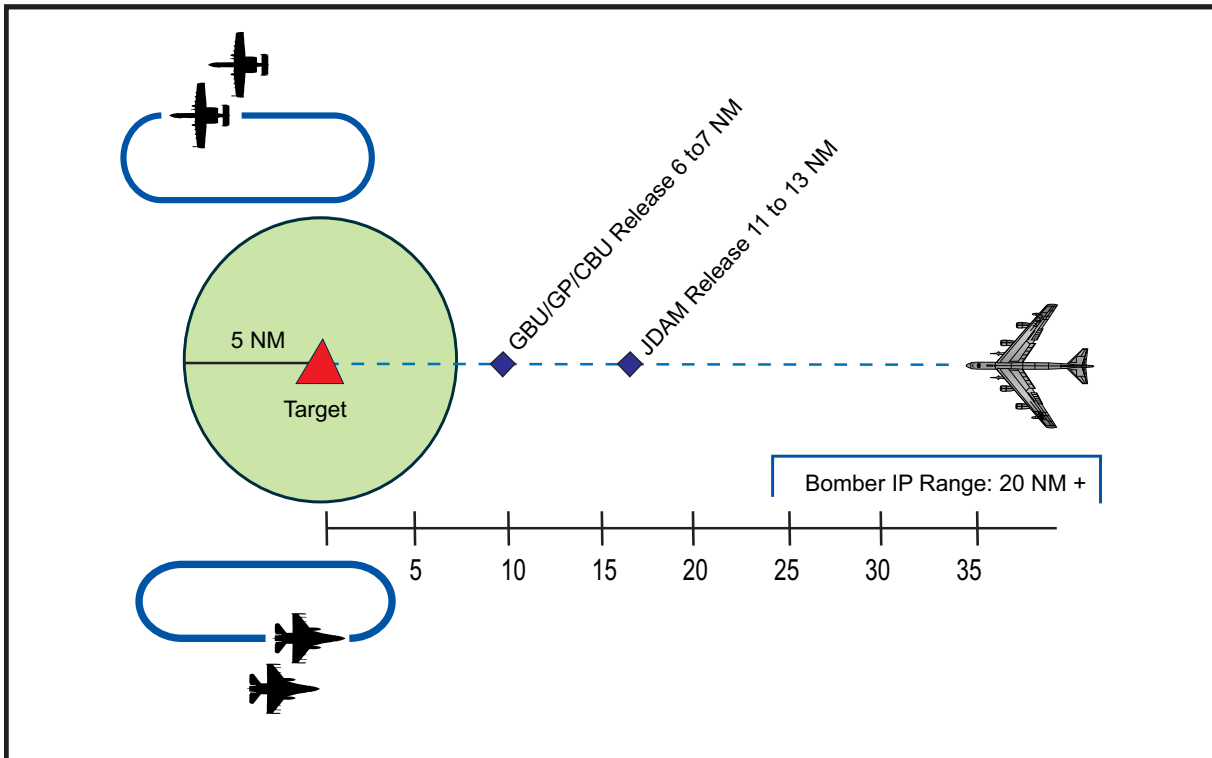 GBU/GP/CBU Release 6 to7 NM
JDAM Release 11 to 13 NM
5 NM
Target
Bomber IP Range: 20 NM +
5 10 15 20 25 30 35